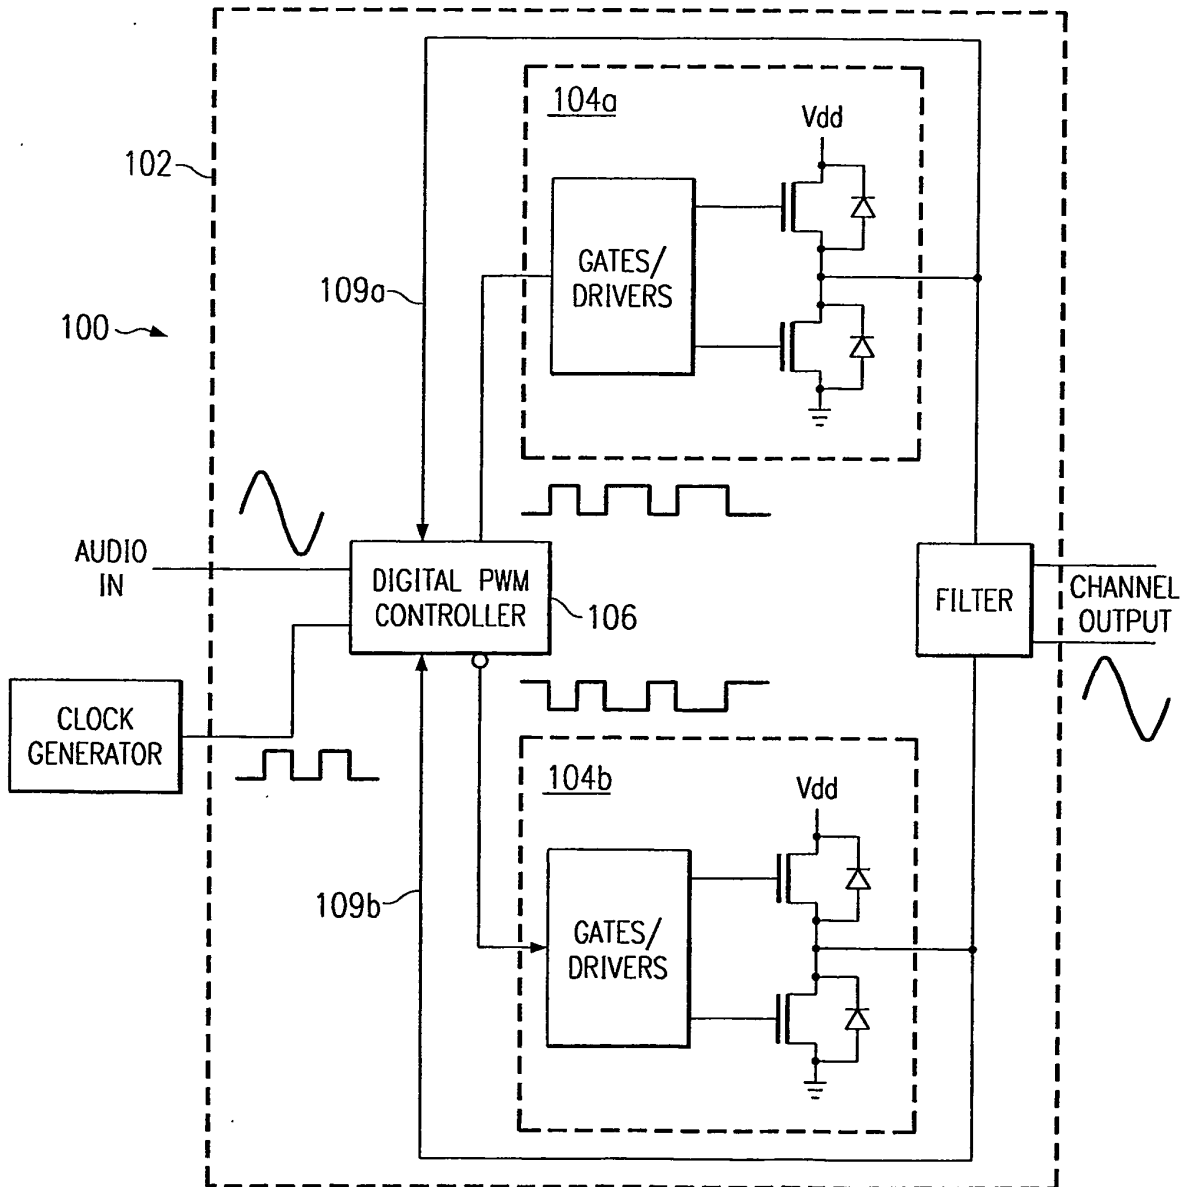 102
104a
Vdd
GATES/
DRIVERS
109a
100
AUDIO
IN
DIGITAL PWM
CONTROLLER
106
FILTER
CHANNEL
OUTPUT
CLOCK
GENERATOR
104b
Vdd
109b
GATES/
DRIVERS